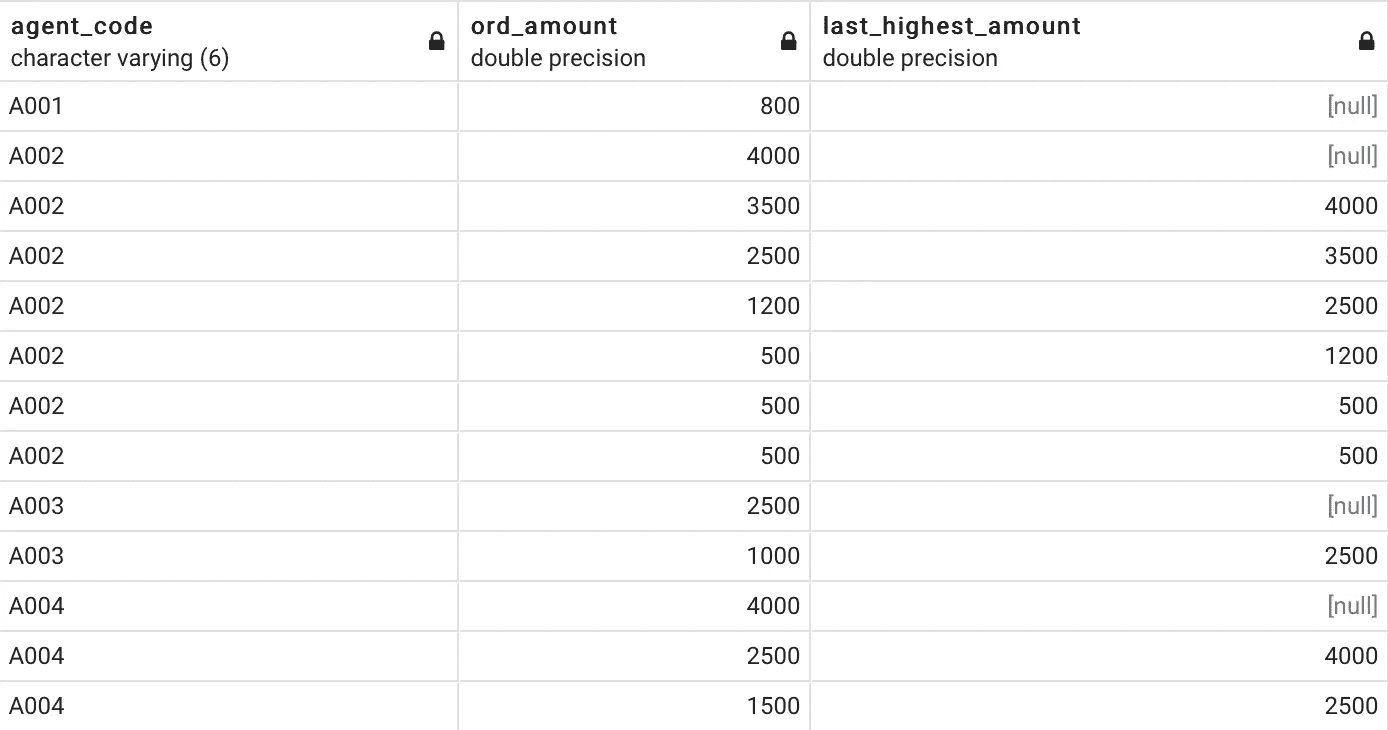 agent_code ord_amount last_highest_amount
character varying (6) double precision double precision
A001 800 [null]
A002 4000 [null]
A002 3500 4000
A002 2500 3500
A002 1200 2500
A002 500 1200
A002 500 500
A002 500 500
A003 2500 [null]
A003 1000 2500
A004 4000 [null]
A004 2500 4000
A004 1500 2500